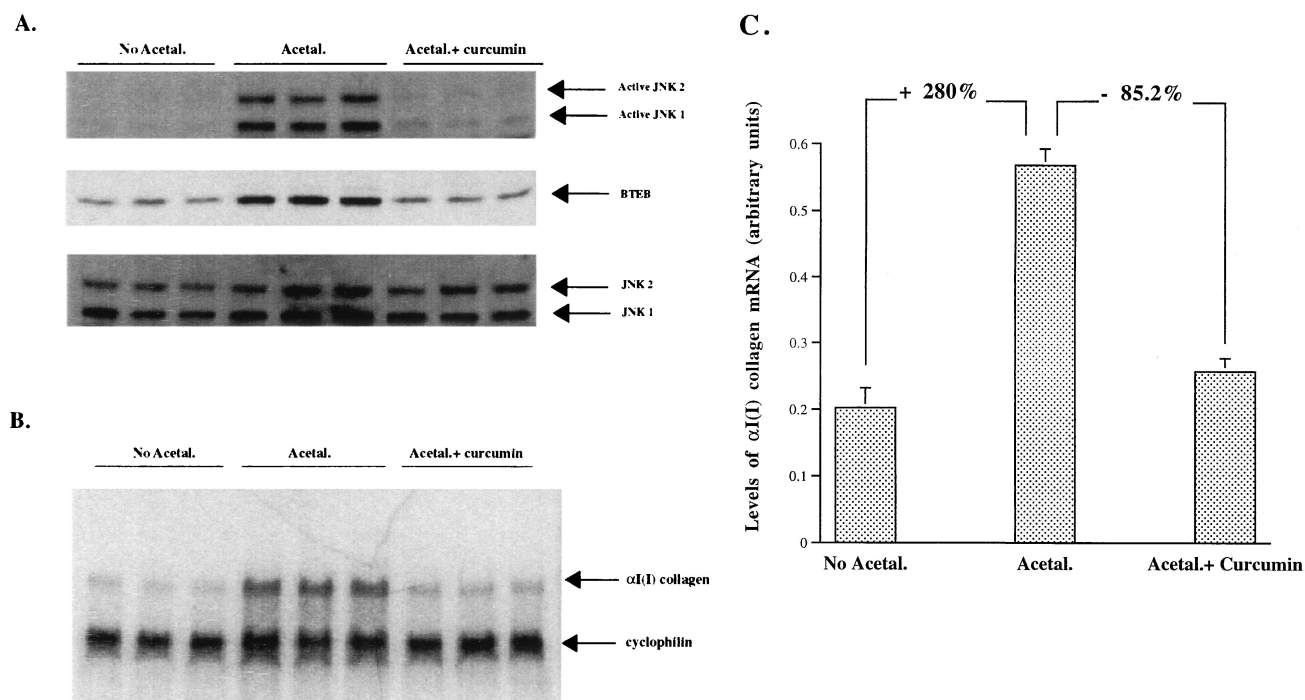 A.
No Acetal.
Acetal.
Acetal.+ curcumin
Active JNK 2
Active JNK 1
BTEB
JNK 2
JNK 1
B.
No Acetal.
Acetal.
Acetal.+ curcumin
αI(I) collagen
cyclophilin
C.
+ 280%
- 85.2%
Levels of αI(I) collagen mRNA (arbitrary units)
0.6
0.5
0.4
0.3
0.2
0.1
0
No Acetal.
Acetal.
Acetal.+ Curcumin